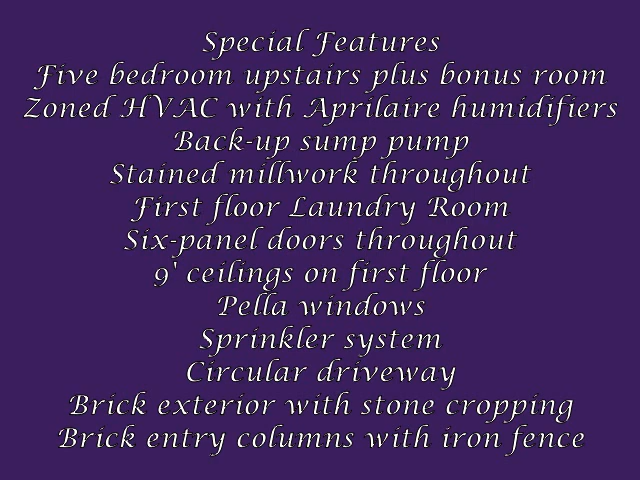 Special Features
Five bedroom upstairs plus bonus room
Zoned HVAC with Aprilaire humidifiers
Back-up sump pump
Stained millwork throughout
First floor Laundry Room
Six-panel doors throughout
9' ceilings on first floor
Pella windows
Sprinkler system
Circular driveway
Brick exterior with stone cropping
Brick entry columns with iron fence